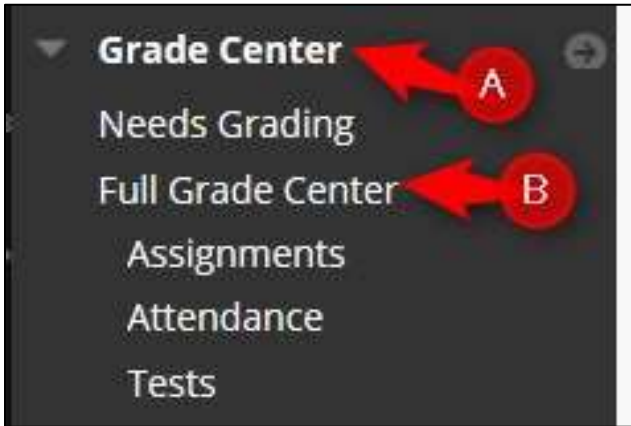 Grade Center
A
Needs Grading
Full Grade Center
B
Assignments
Attendance
Tests